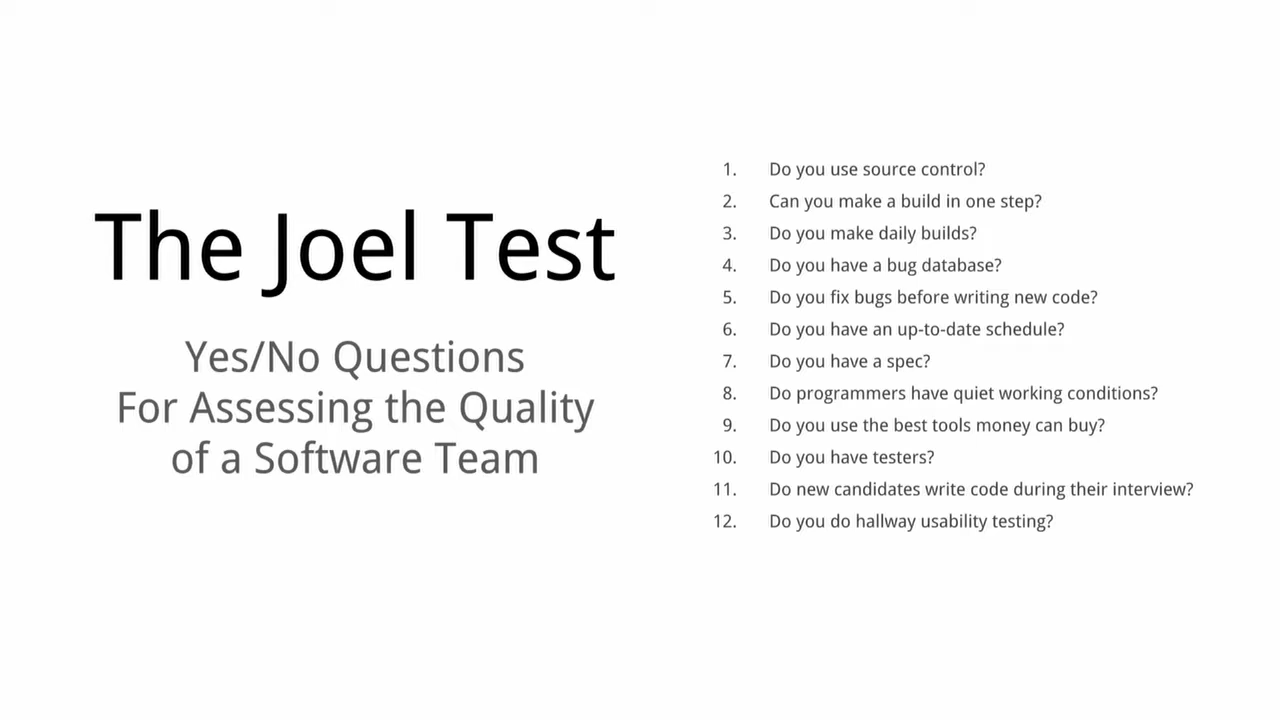 The Joel Test
Yes/No Questions
For Assessing the Quality
of a Software Team
1. Do you use source control?
2. Can you make a build in one step?
3. Do you make daily builds?
4. Do you have a bug database?
5. Do you fix bugs before writing new code?
6. Do you have an up-to-date schedule?
7. Do you have a spec?
8. Do programmers have quiet working conditions?
9. Do you use the best tools money can buy?
10. Do you have testers?
11. Do new candidates write code during their interview?
12. Do you do hallway usability testing?